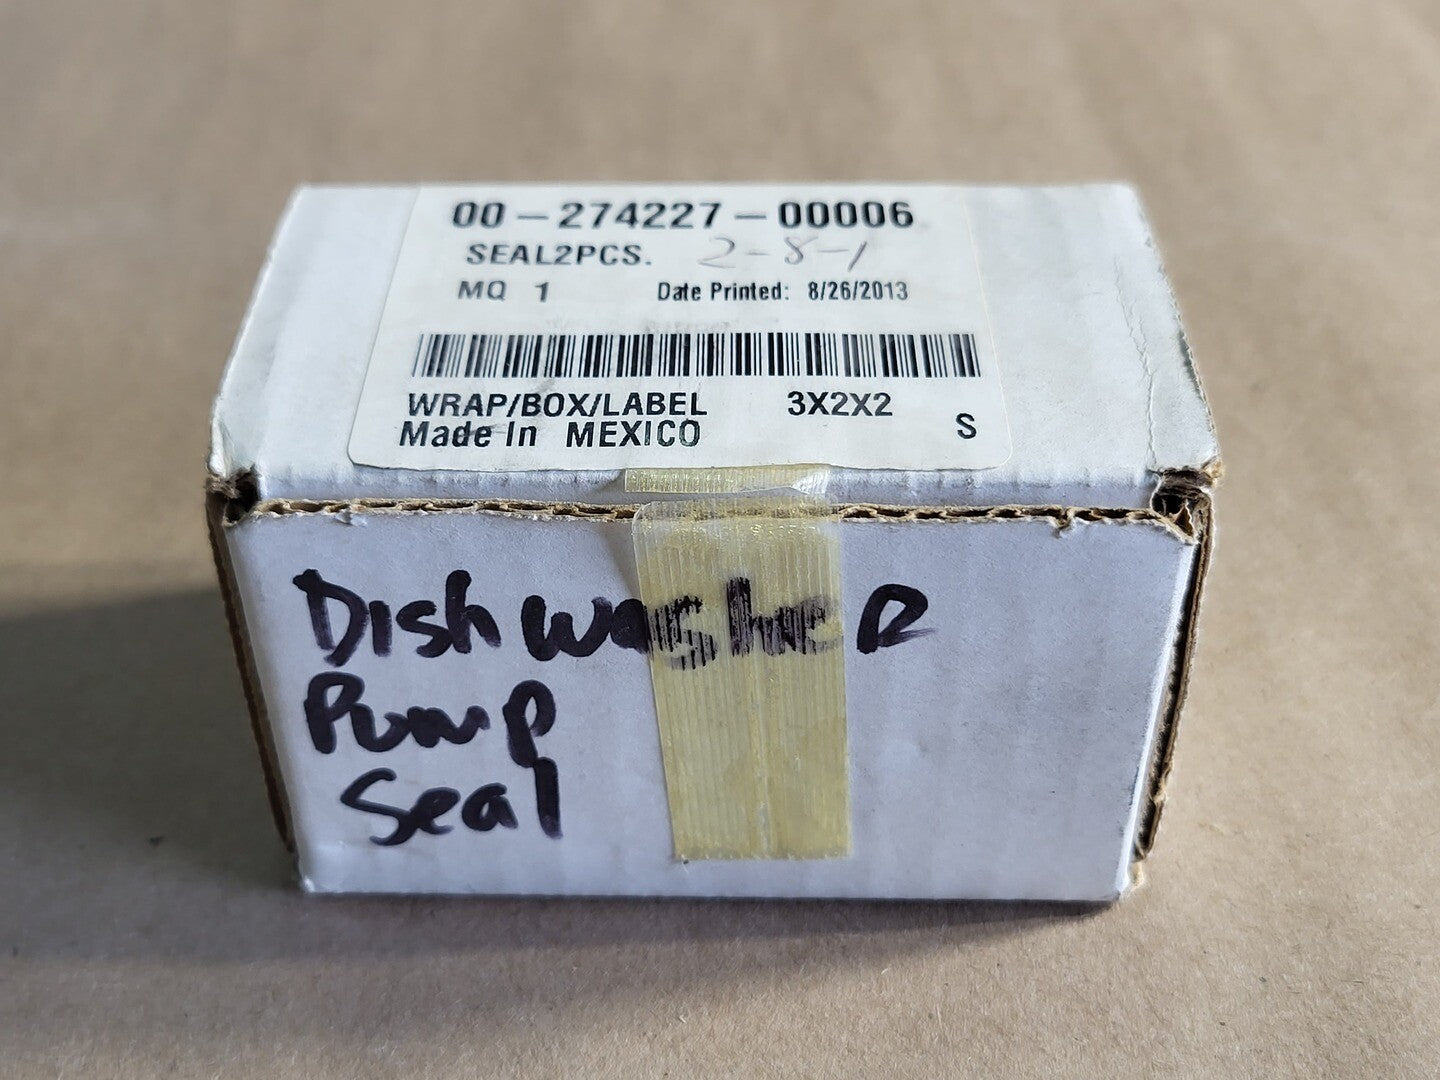 00-274227-00006
SEAL2PCS. 2-8-1
MQ 1 Date Printed: 8/26/2013
WRAP/BOX/LABEL 3X2X2
Made In MEXICO S
DishwasheR
Pump
Seal